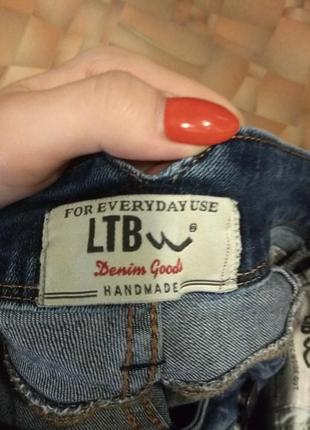 FOR EVERYDAY USE
LTB ®
Denim Goods
HANDMADE